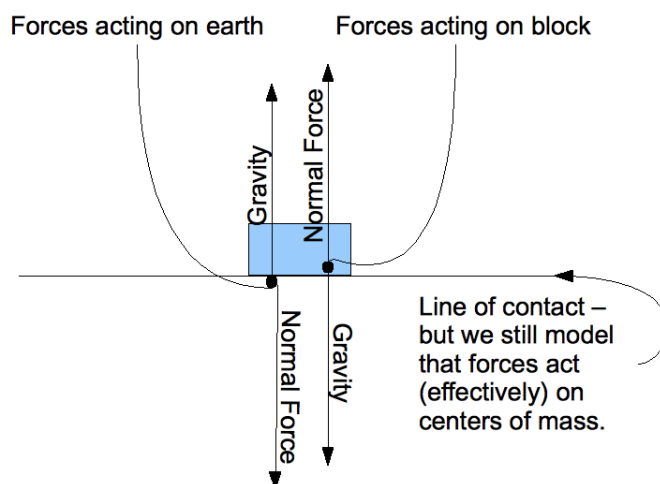 Forces acting on earth
Forces acting on block
Gravity
Normal Force
Normal Force
Gravity
Line of contact –
but we still model
that forces act
(effectively) on
centers of mass.